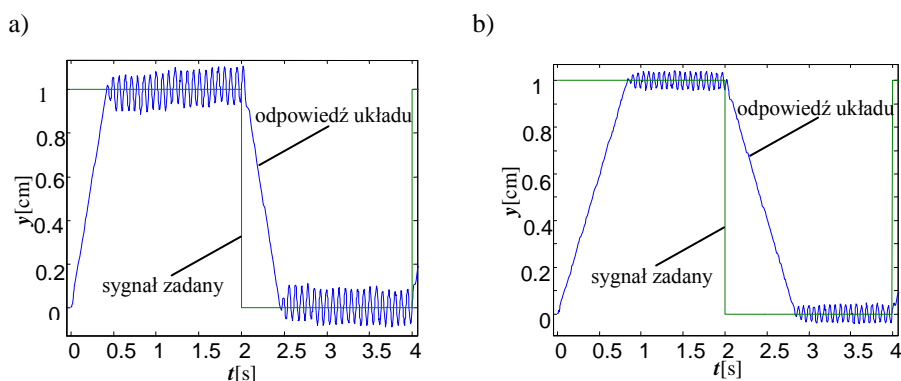 a)
1
0.8
0.6
0.4
0.2
0
y[cm]
odpowiedź układu
sygnał zadany
0 0.5 1 1.5 2 2.5 3 3.5 4
t[s]
b)
1
0.8
0.6
0.4
0.2
0
y[cm]
odpowiedź układu
sygnał zadany
0 0.5 1 1.5 2 2.5 3 3.5 4
t[s]